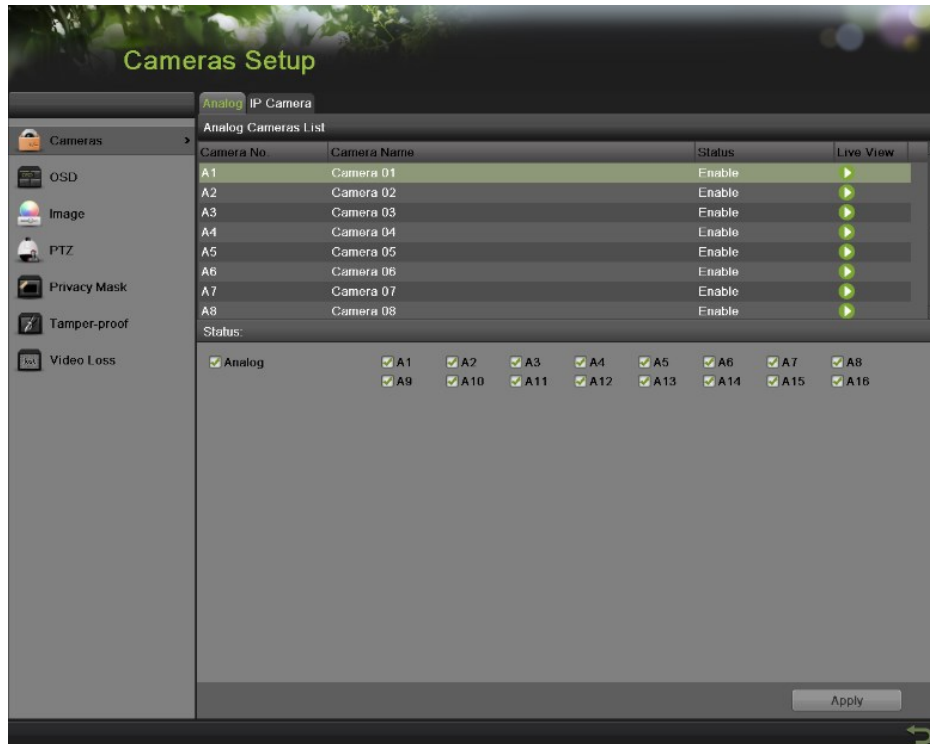 Cameras Setup
Analog IP Camera
Analog Cameras List
Cameras
OSD
Image
PTZ
Privacy Mask
Tamper-proof
Video Loss
Camera No. Camera Name Status Live View
A1 Camera 01 Enable
A2 Camera 02 Enable
A3 Camera 03 Enable
A4 Camera 04 Enable
A5 Camera 05 Enable
A6 Camera 06 Enable
A7 Camera 07 Enable
A8 Camera 08 Enable
Status:
Analog A1 A2 A3 A4 A5 A6 A7 A8
A9 A10 A11 A12 A13 A14 A15 A16
Apply